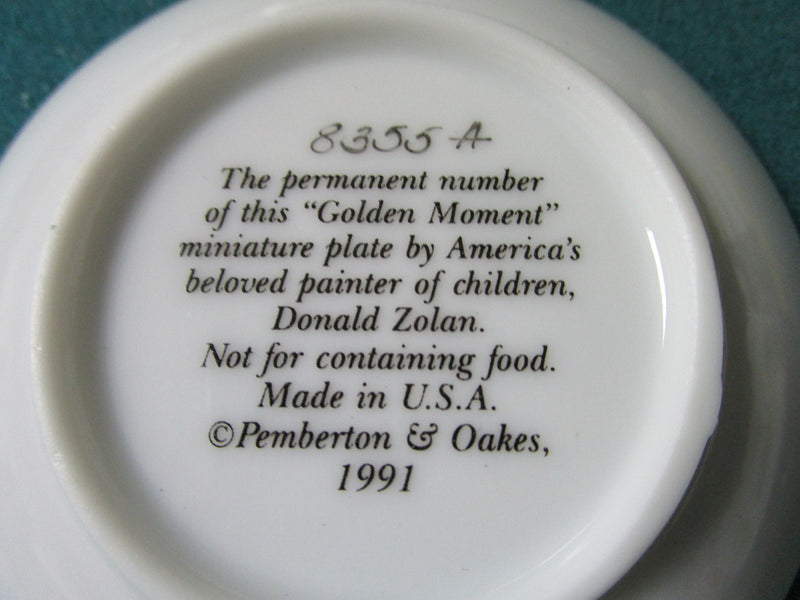 8355 A
The permanent number
of this “Golden Moment”
miniature plate by America's
beloved painter of children,
Donald Zolan.
Not for containing food.
Made in U.S.A.
©Pemberton & Oakes,
1991